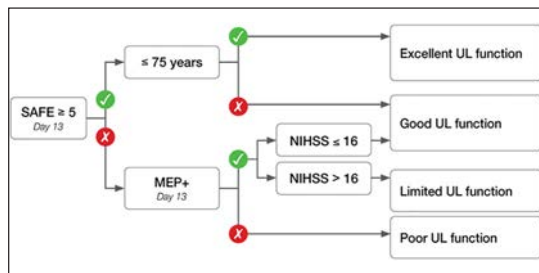 Excellent UL function
≤ 75 years
SAFE ≥ 5
Day 13
Good UL function
NIHSS ≤ 16
MEP+
Day 13
NIHSS > 16
Limited UL function
Poor UL function